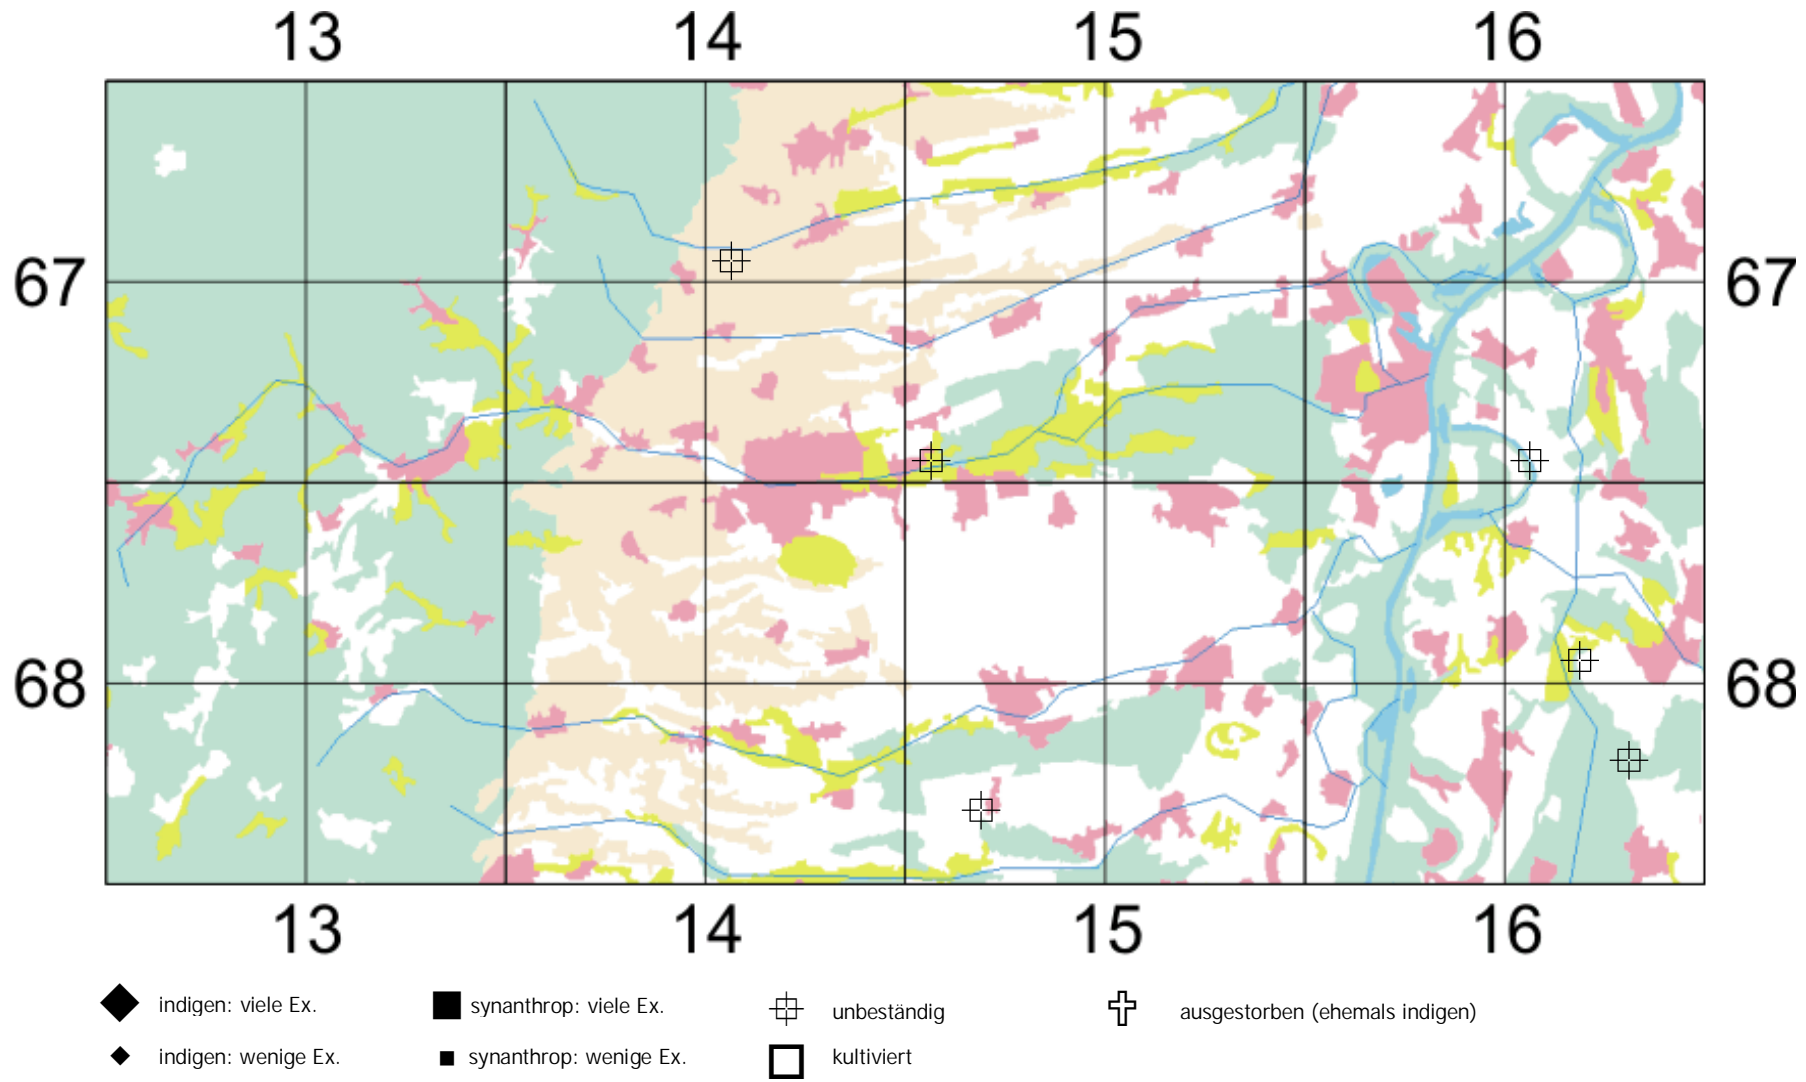 13 14 15 16
67 67
68 68
13 14 15 16
indigen: viele Ex. synanthrop: viele Ex. unbeständig ausgestorben (ehemals indigen)
indigen: wenige Ex. synanthrop: wenige Ex. kultiviert